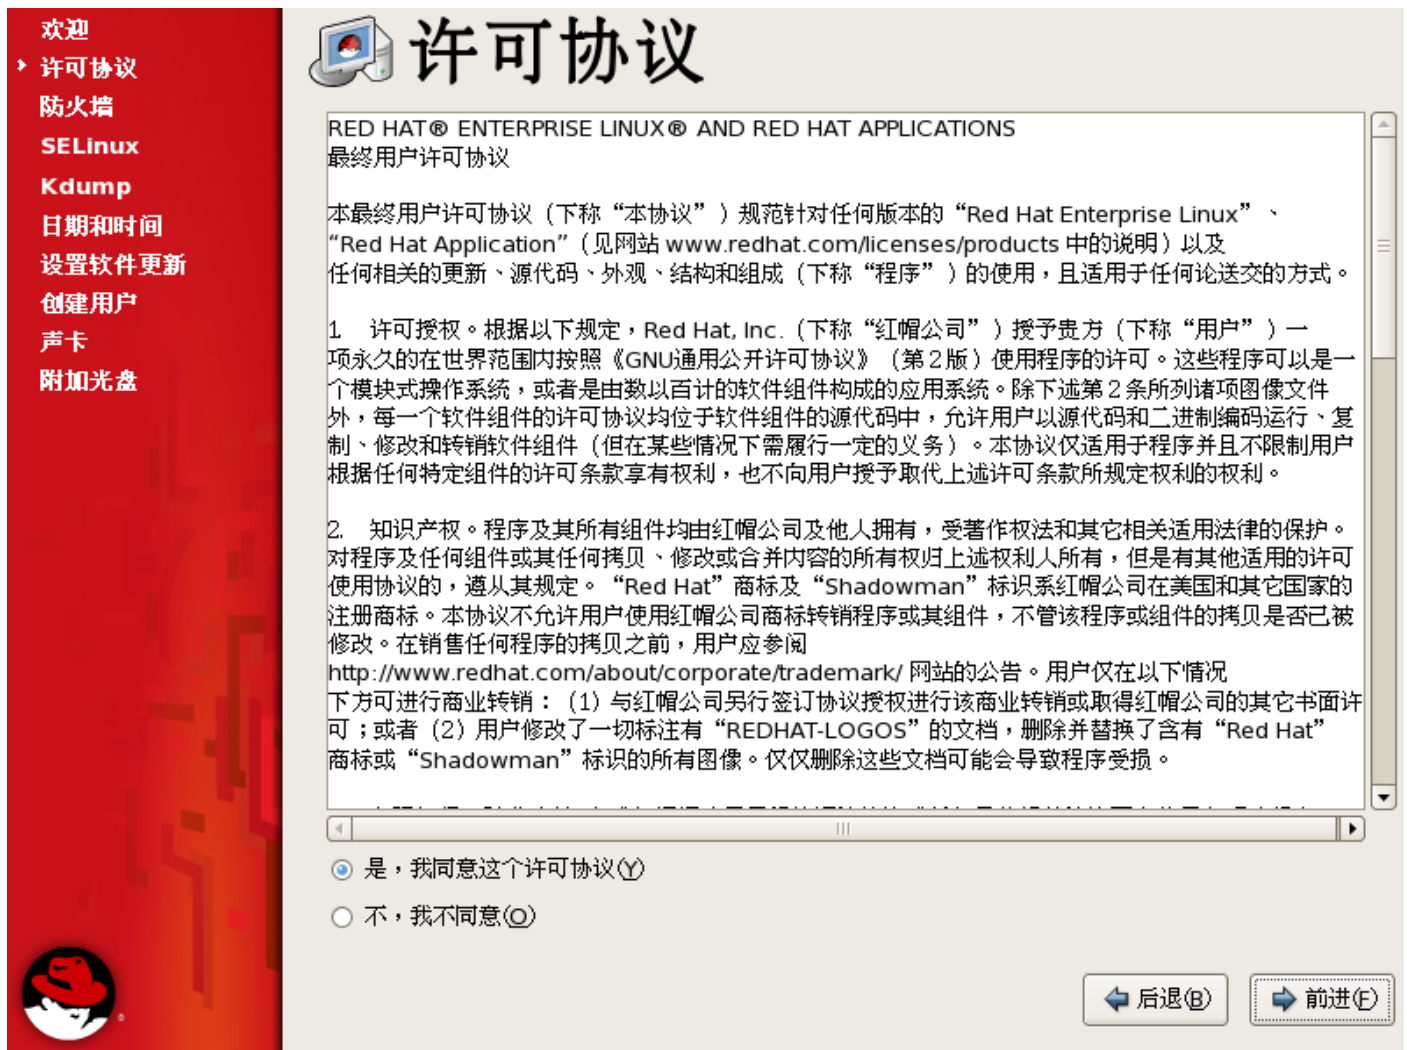 欢迎
许可协议
防火墙
SELinux
Kdump
日期和时间
设置软件更新
创建用户
声卡
附加光盘
许可协议
RED HAT® ENTERPRISE LINUX® AND RED HAT APPLICATIONS
最终用户许可协议
本最终用户许可协议（下称“本协议”）规范针对任何版本的“Red Hat Enterprise Linux”、
“Red Hat Application”（见网站 www.redhat.com/licenses/products 中的说明）以及
任何相关的更新、源代码、外观、结构和组成（下称“程序”）的使用，且适用于任何论送交的方式。
1. 许可授权。根据以下规定，Red Hat, Inc.（下称“红帽公司”）授予贵方（下称“用户”）一
项永久的在世界范围内按照《GNU通用公开许可协议》（第２版）使用程序的许可。这些程序可以是一
个模块式操作系统，或者是由数以百计的软件组件构成的应用系统。除下述第２条所列诸项图像文件
外，每一个软件组件的许可协议均位于软件组件的源代码中，允许用户以源代码和二进制编码运行、复
制、修改和转销软件组件（但在某些情况下需履行一定的义务）。本协议仅适用于程序并且不限制用户
根据任何特定组件的许可条款享有权利，也不向用户授予取代上述许可条款所规定权利的权利。
2. 知识产权。程序及其所有组件均由红帽公司及他人拥有，受著作权法和其它相关适用法律的保护。
对程序及任何组件或其任何拷贝、修改或合并内容的所有权归上述权利人所有，但是有其他适用的许可
使用协议的，遵从其规定。“Red Hat”商标及“Shadowman”标识系红帽公司在美国和其它国家的
注册商标。本协议不允许用户使用红帽公司商标转销程序或其组件，不管该程序或组件的拷贝是否已被
修改。在销售任何程序的拷贝之前，用户应参阅
http://www.redhat.com/about/corporate/trademark/ 网站的公告。用户仅在以下情况
下方可进行商业转销：（1）与红帽公司另行签订协议授权进行该商业转销或取得红帽公司的其它书面许
可；或者（2）用户修改了一切标注有“REDHAT-LOGOS”的文档，删除并替换了含有“Red Hat”
商标或“Shadowman”标识的所有图像。仅仅删除这些文档可能会导致程序受损。
是，我同意这个许可协议(Y)
不，我不同意(O)
后退(B)
前进(F)